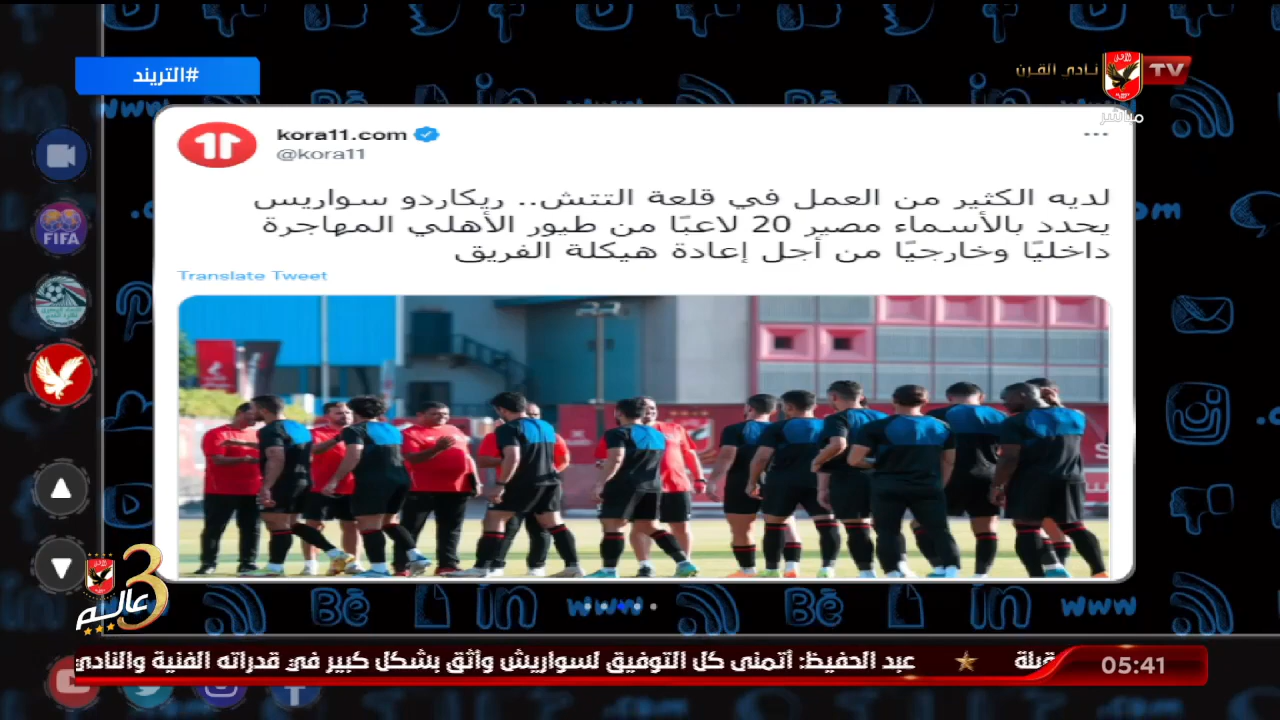 #التريند
نادي القرن
TV
مباشر
kora11.com
@kora11
لديه الكثير من العمل في قلعة التتش.. ريكاردو سواريس
يحدد بالأسماء مصير 20 لاعبًا من طيور الأهلي المهاجرة
داخليًا وخارجيًا من أجل إعادة هيكلة الفريق
Translate Tweet
FIFA
3
عالم
عبد الحفيظ: أتمنى كل التوفيق لسواريش وأثق بشكل كبير في قدراته الفنية والنادي
05:41